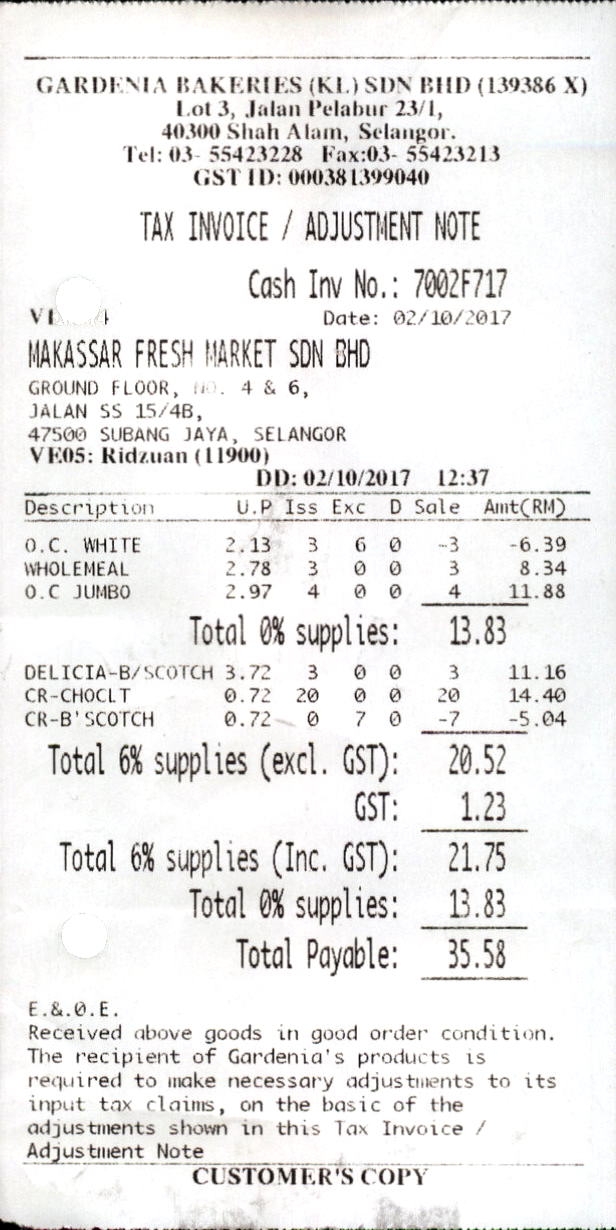 GARDENIA BAKERIES (KL) SDN BHD (139386 X)
Lot 3, Jalan Pelabur 23/1,
40300 Shah Alam, Selangor.
Tel: 03- 55423228 Fax:03- 55423213
GST ID: 000381399040
TAX INVOICE / ADJUSTMENT NOTE
Cash Inv No.: 7002F717
Date: 02/10/2017
MAKASSAR FRESH MARKET SDN BHD
GROUND FLOOR, NO. 4 & 6,
JALAN SS 15/4B,
47500 SUBANG JAYA, SELANGOR
VE05: Ridzuan (11900)
DD: 02/10/2017 12:37
Description U.P Iss Exc D Sale Amt(RM)
O.C. WHITE 2.13 3 6 0 -3 -6.39
WHOLEMEAL 2.78 3 0 0 3 8.34
O.C JUMBO 2.97 4 0 0 4 11.88
Total 0% supplies: 13.83
DELICIA-B/SCOTCH 3.72 3 0 0 3 11.16
CR-CHOCLT 0.72 20 0 0 20 14.40
CR-B'SCOTCH 0.72 0 7 0 -7 -5.04
Total 6% supplies (excl. GST): 20.52
GST: 1.23
Total 6% supplies (Inc. GST): 21.75
Total 0% supplies: 13.83
Total Payable: 35.58
E.&.O.E.
Received above goods in good order condition.
The recipient of Gardenia's products is
required to make necessary adjustments to its
input tax claims, on the basic of the
adjustments shown in this Tax Invoice /
Adjustment Note
CUSTOMER'S COPY